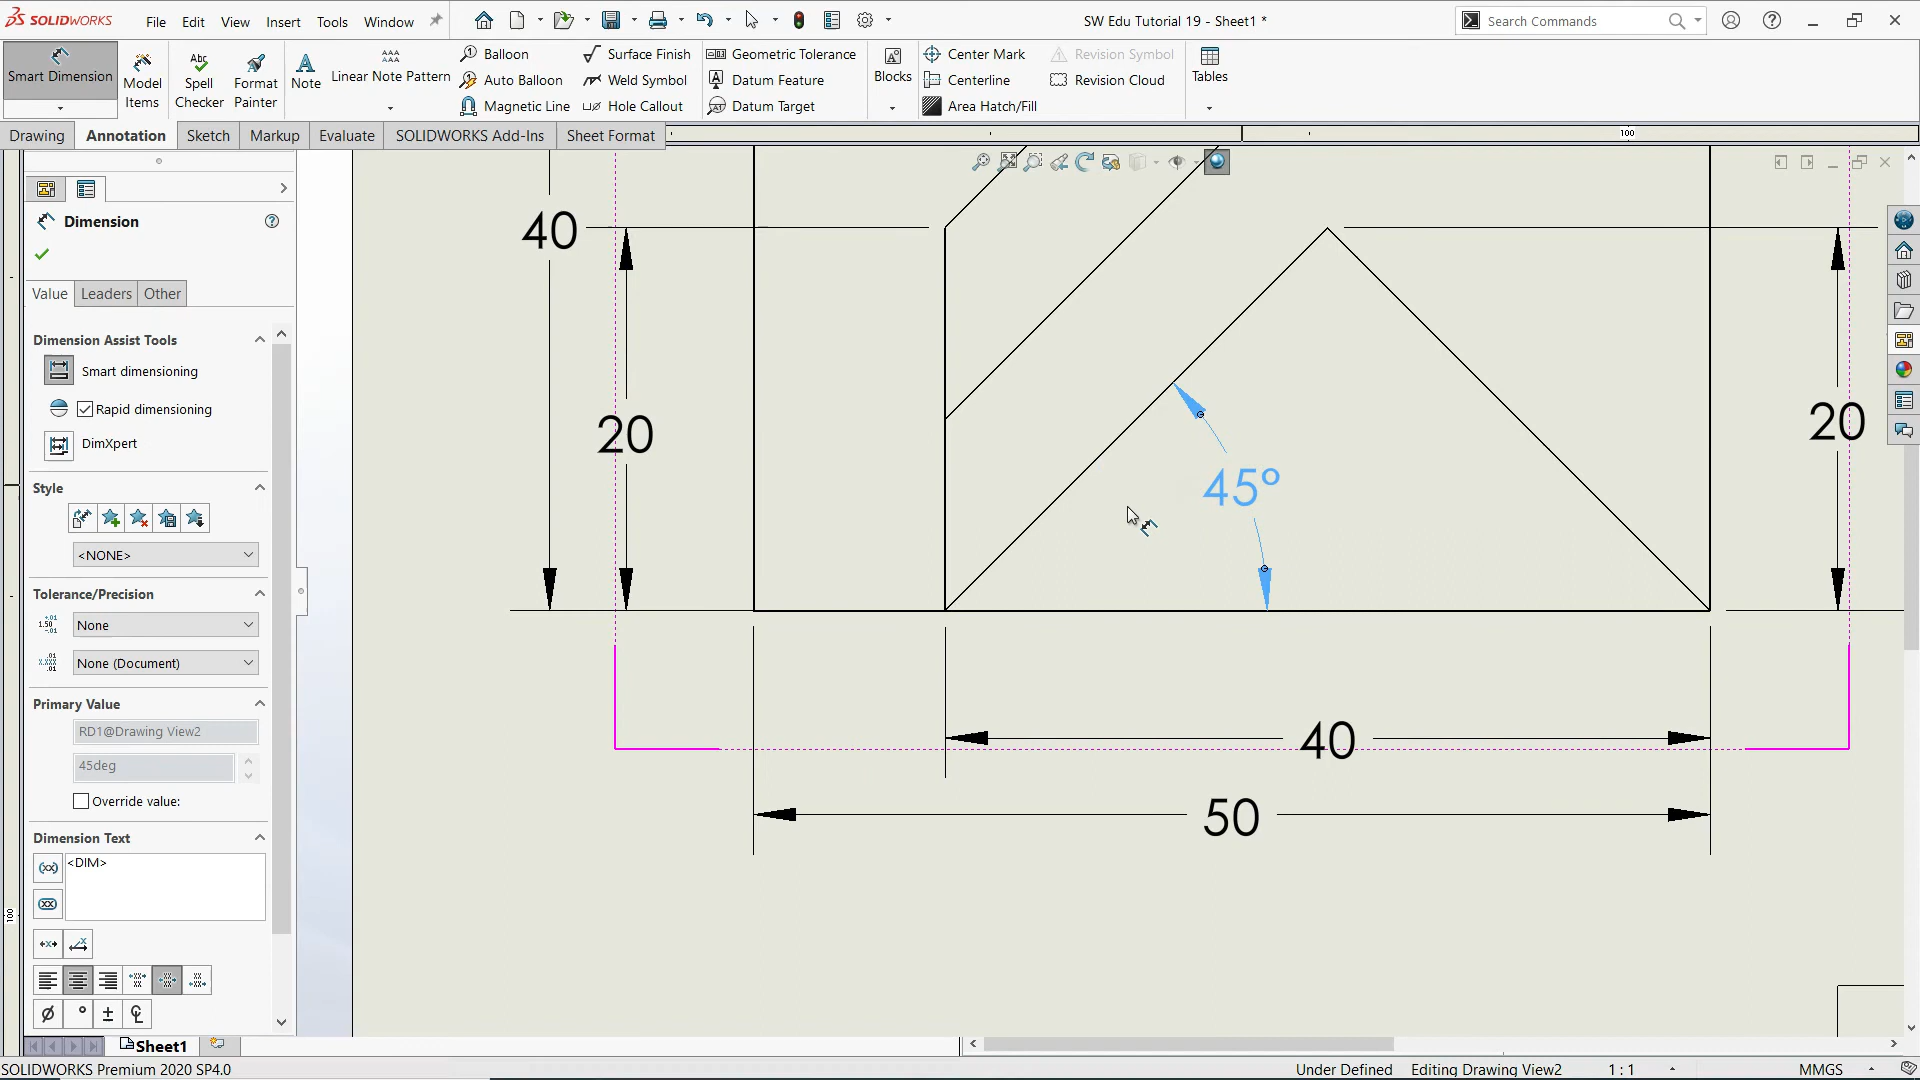 SOLIDWORKS
File Edit View Insert Tools Window
SW Edu Tutorial 19 - Sheet1 *
Search Commands
Smart Dimension
Model Items
Spell Checker
Format Painter
Note
Linear Note Pattern
Balloon
Auto Balloon
Magnetic Line
Surface Finish
Weld Symbol
Hole Callout
Geometric Tolerance
Datum Feature
Datum Target
Blocks
Center Mark
Centerline
Area Hatch/Fill
Revision Symbol
Revision Cloud
Tables
Drawing Annotation Sketch Markup Evaluate SOLIDWORKS Add-Ins Sheet Format
100
Dimension
Value Leaders Other
Dimension Assist Tools
Smart dimensioning
Rapid dimensioning
DimXpert
Style
<NONE>
Tolerance/Precision
None
None (Document)
Primary Value
RD1@Drawing View2
45deg
Override value:
Dimension Text
<DIM>
40
20
45°
20
40
50
100
Sheet1
SOLIDWORKS Premium 2020 SP4.0
Under Defined Editing Drawing View2 1 : 1 MMGS